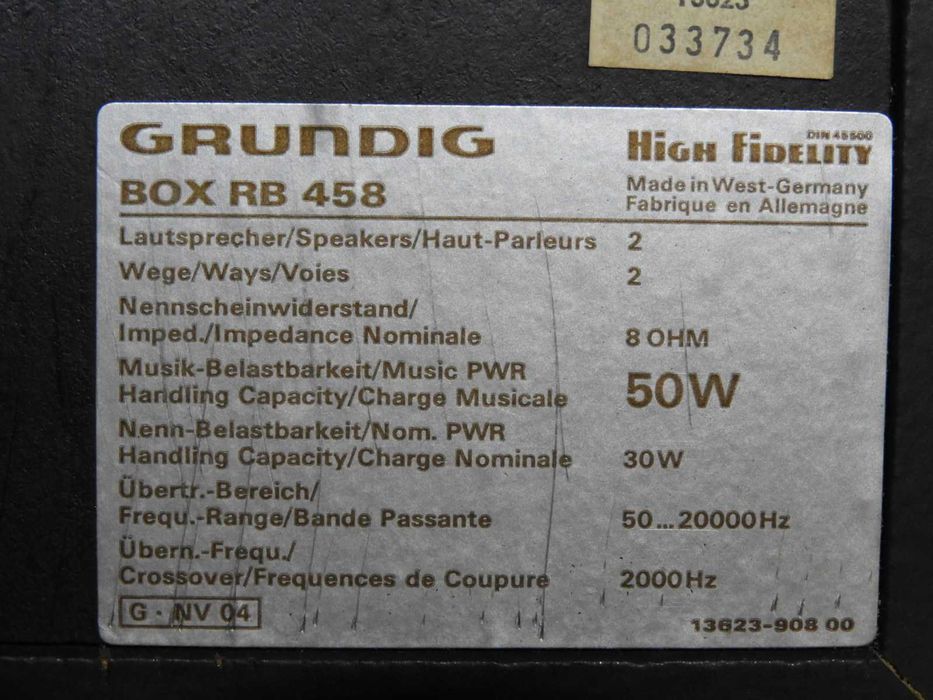 033734
GRUNDIG
BOX RB 458
DIN 45500
HIGH FIDELITY
Made in West-Germany
Fabrique en Allemagne
Lautsprecher/Speakers/Haut-Parleurs 2
Wege/Ways/Voies 2
Nennscheinwiderstand/
Imped./Impedance Nominale 8 OHM
Musik-Belastbarkeit/Music PWR
Handling Capacity/Charge Musicale 50W
Nenn-Belastbarkeit/Nom. PWR
Handling Capacity/Charge Nominale 30W
Übertr.-Bereich/
Frequ.-Range/Bande Passante 50...20000Hz
Übern.-Frequ./
Crossover/Frequences de Coupure 2000Hz
G · NV 04
13623-908 00